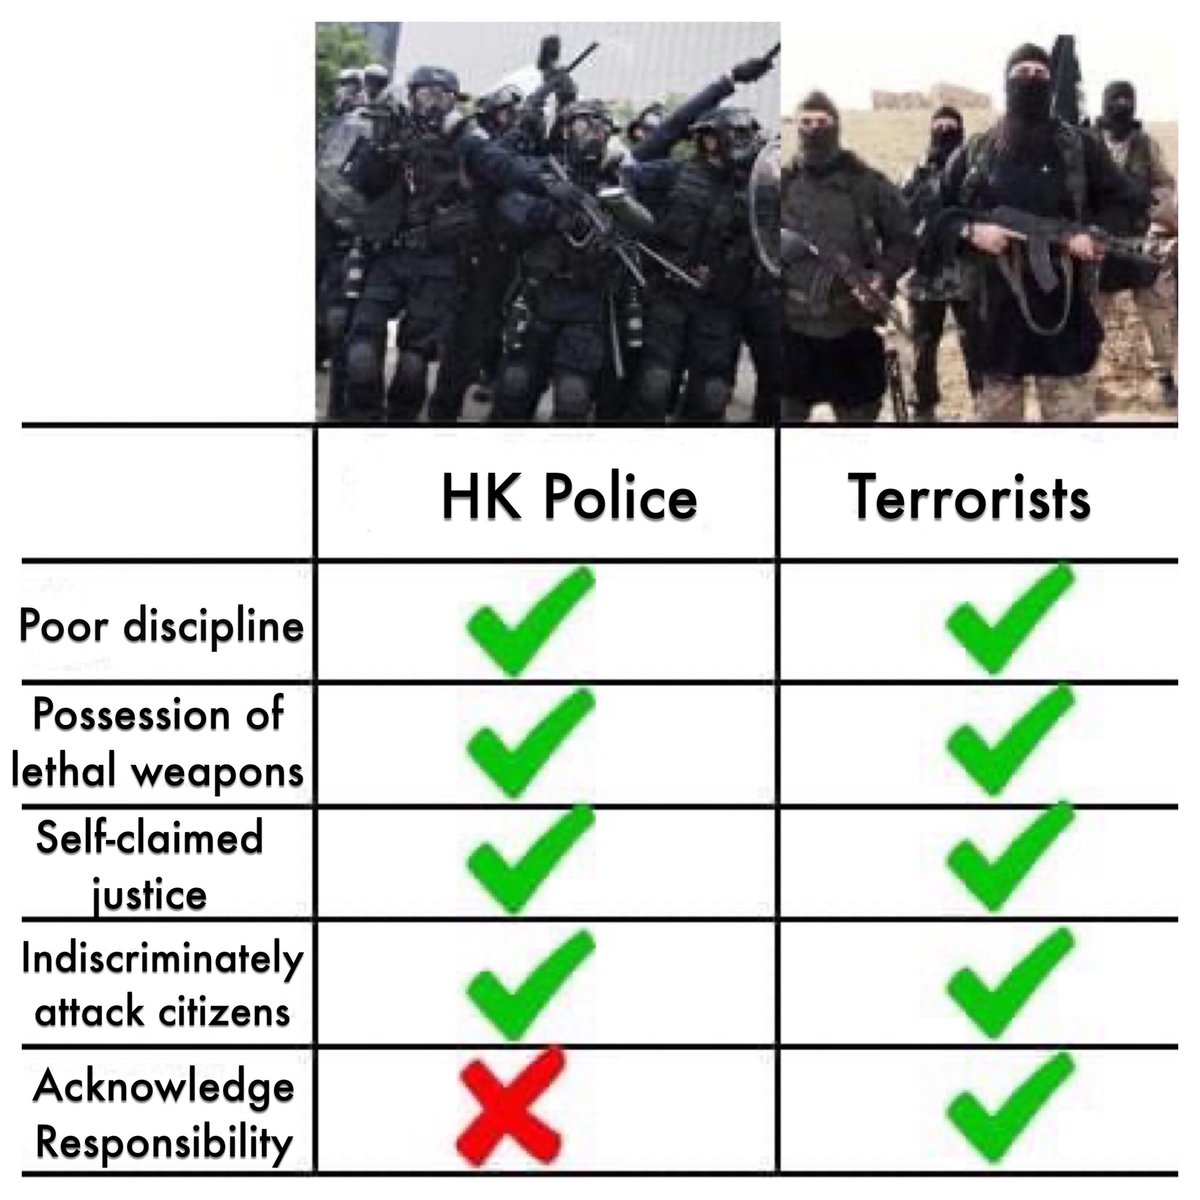 HK Police
Terrorists
Poor discipline
Possession of
lethal weapons
Self-claimed
justice
Indiscriminately
attack citizens
Acknowledge
Responsibility